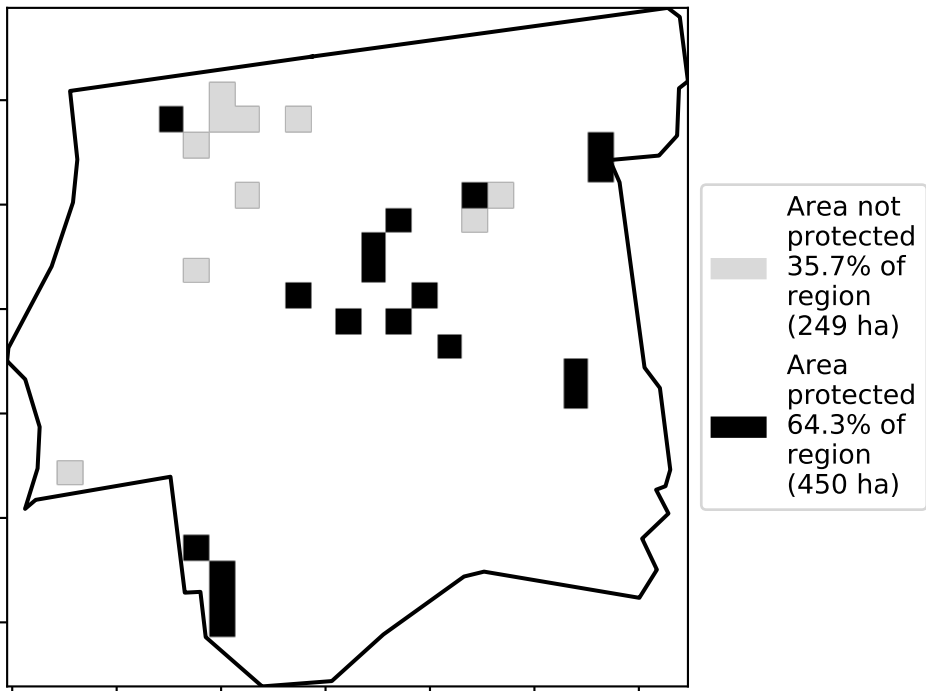 Area not
protected
35.7% of
region
(249 ha)
Area
protected
64.3% of
region
(450 ha)